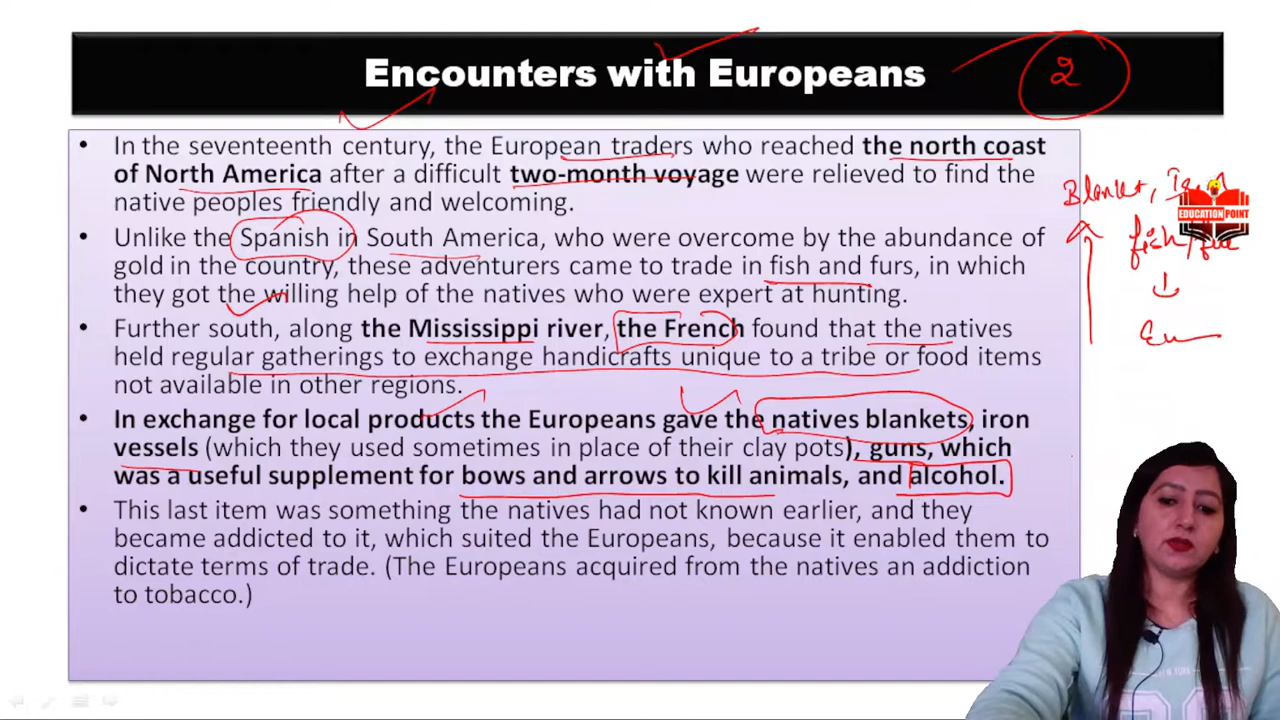 Encounters with Europeans
2
• In the seventeenth century, the European traders who reached the north coast
of North America after a difficult two-month voyage were relieved to find the
native peoples friendly and welcoming.
• Unlike the Spanish in South America, who were overcome by the abundance of
gold in the country, these adventurers came to trade in fish and furs, in which
they got the willing help of the natives who were expert at hunting.
• Further south, along the Mississippi river, the French found that the natives
held regular gatherings to exchange handicrafts unique to a tribe or food items
not available in other regions.
• In exchange for local products the Europeans gave the natives blankets, iron
vessels (which they used sometimes in place of their clay pots), guns, which
was a useful supplement for bows and arrows to kill animals, and alcohol.
• This last item was something the natives had not known earlier, and they
became addicted to it, which suited the Europeans, because it enabled them to
dictate terms of trade. (The Europeans acquired from the natives an addiction
to tobacco.)
Blanket,
EDUCATION POINT
fish/
NEW YORK